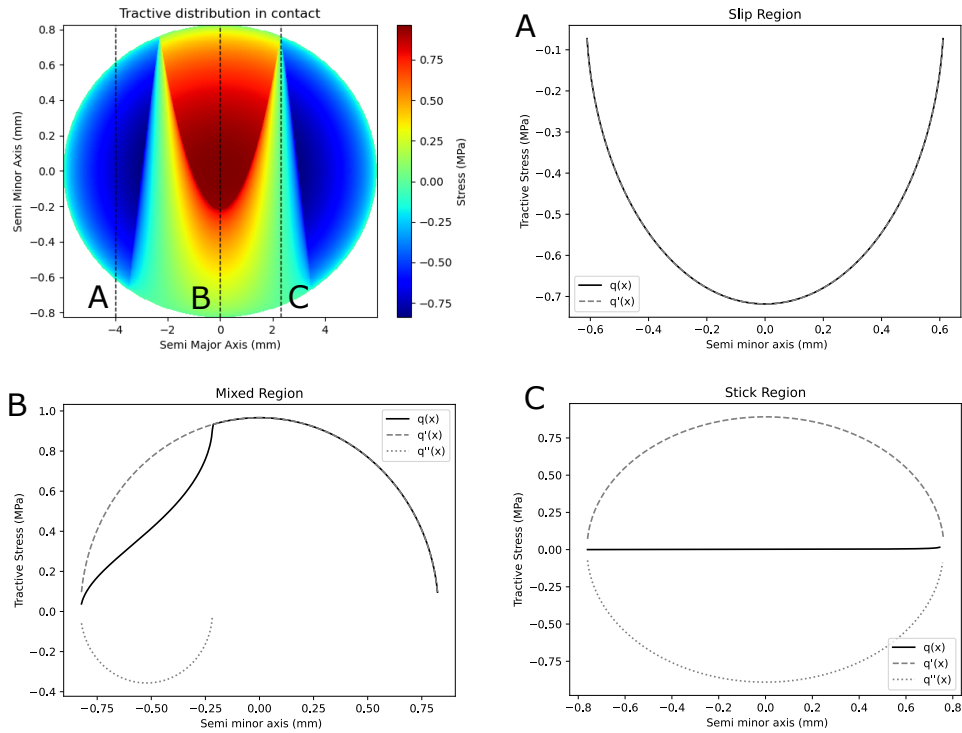 Tractive distribution in contact
Semi Minor Axis (mm)
0.8
0.6
0.4
0.2
0.0
−0.2
−0.4
−0.6
−0.8
A
B
C
−4
−2
0
2
4
Semi Major Axis (mm)
0.75
0.50
0.25
0.00
−0.25
−0.50
−0.75
Stress (MPa)
A
Slip Region
Tractive Stress (MPa)
−0.1
−0.2
−0.3
−0.4
−0.5
−0.6
−0.7
q(x)
q'(x)
−0.6
−0.4
−0.2
0.0
0.2
0.4
0.6
Semi minor axis (mm)
B
Mixed Region
Tractive Stress (MPa)
1.0
0.8
0.6
0.4
0.2
0.0
−0.2
−0.4
q(x)
q'(x)
q''(x)
−0.75
−0.50
−0.25
0.00
0.25
0.50
0.75
Semi minor axis (mm)
C
Stick Region
Tractive Stress (MPa)
0.75
0.50
0.25
0.00
−0.25
−0.50
−0.75
q(x)
q'(x)
q''(x)
−0.8
−0.6
−0.4
−0.2
0.0
0.2
0.4
0.6
0.8
Semi minor axis (mm)